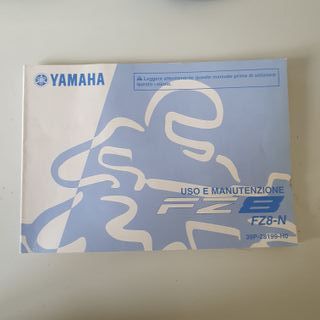 YAMAHA
Leggere attentamente questo manuale prima di utilizzare
questo veicolo.
USO E MANUTENZIONE
FZ8
FZ8-N
39P-28199-H0